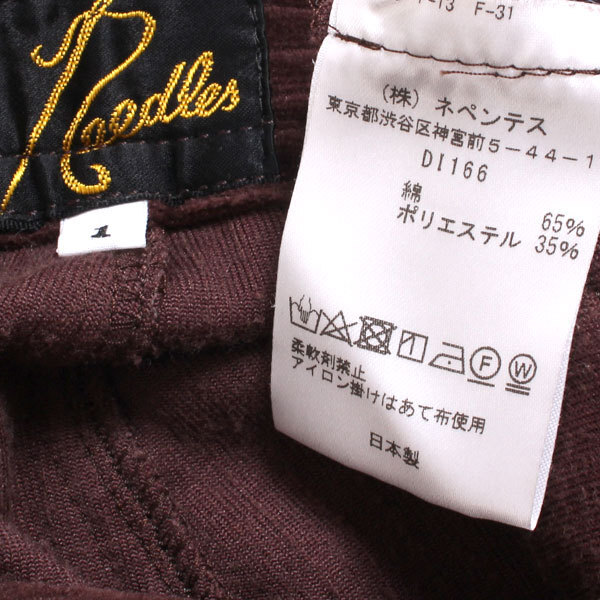 Needles
1
-13 F-31
(株) ネペンテス
東京都渋谷区神宮前5-44-1
DI166
綿 65%
ポリエステル 35%
F W
柔軟剤禁止
アイロン掛けはあて布使用
日本製